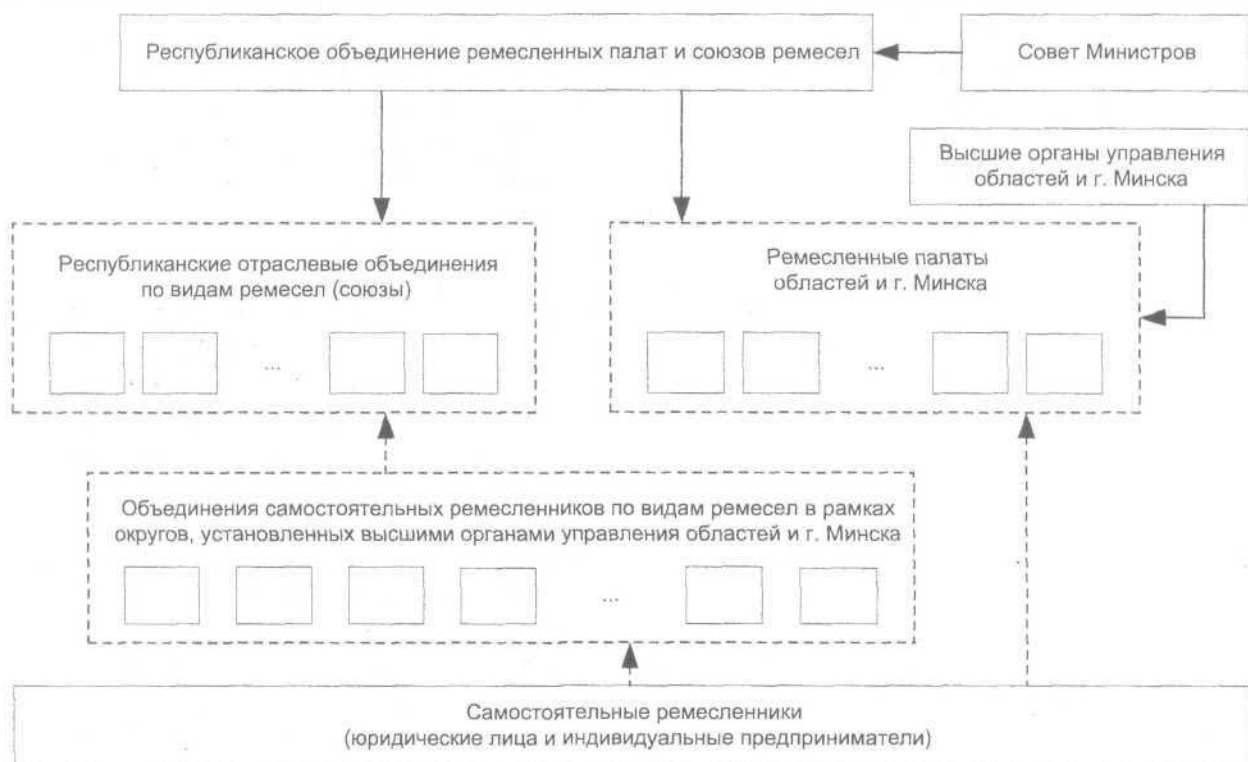 Республиканское объединение ремесленных палат и союзов ремесел
Совет Министров
Высшие органы управления
областей и г. Минска
Республиканские отраслевые объединения
по видам ремесел (союзы)
...
Ремесленные палаты
областей и г. Минска
...
Объединения самостоятельных ремесленников по видам ремесел в рамках
округов, установленных высшими органами управления областей и г. Минска
...
Самостоятельные ремесленники
(юридические лица и индивидуальные предприниматели)